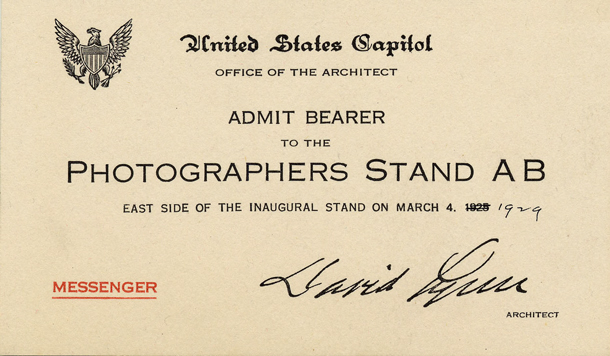 United States Capitol
OFFICE OF THE ARCHITECT
ADMIT BEARER
TO THE
PHOTOGRAPHERS STAND A B
EAST SIDE OF THE INAUGURAL STAND ON MARCH 4. 1925 1929
David Lynn
MESSENGER
ARCHITECT